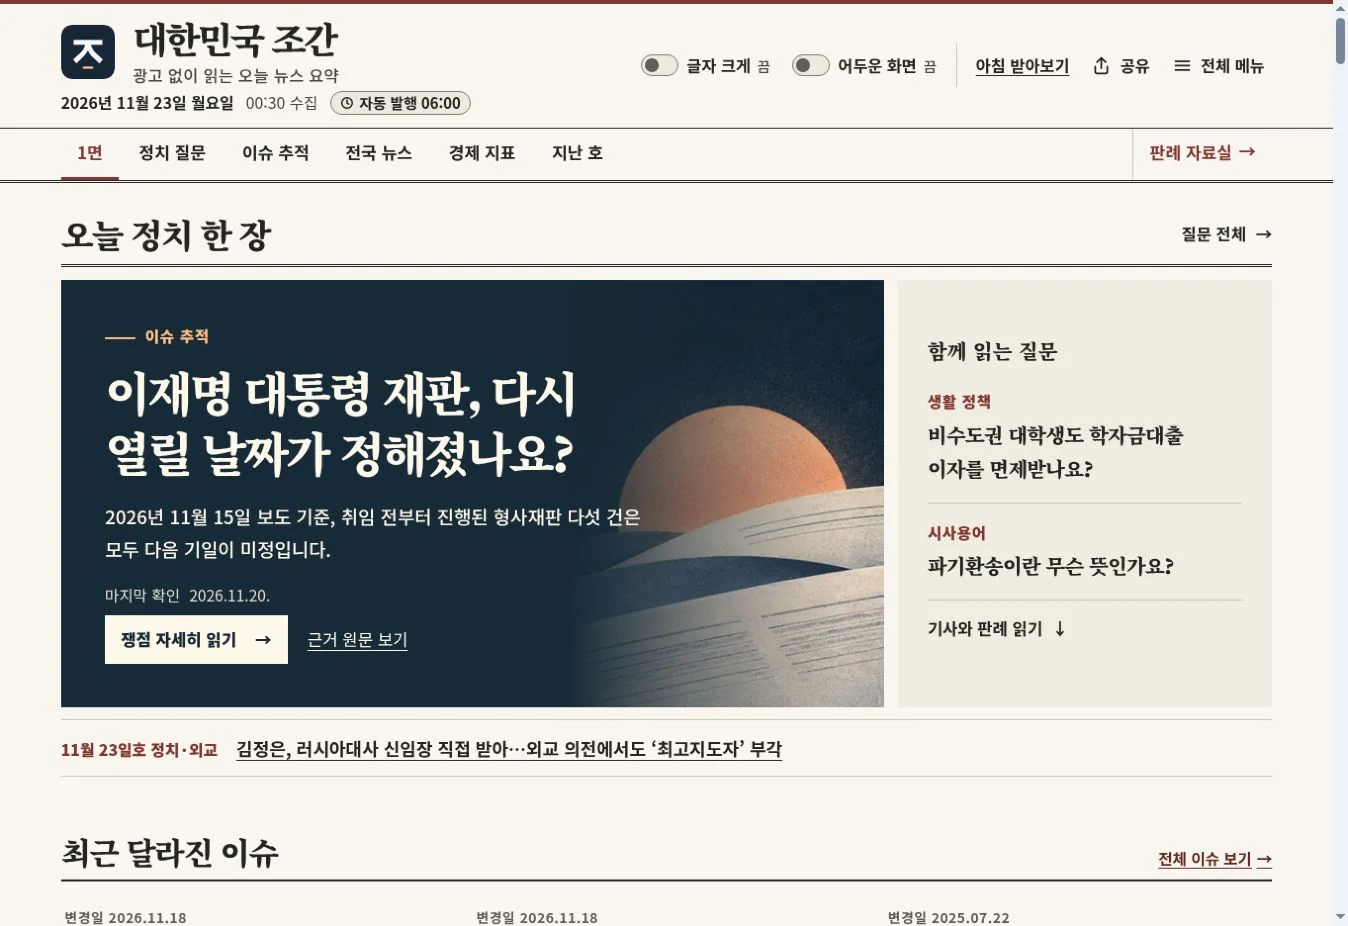 ㅈ
대한민국 조간
광고 없이 읽는 오늘 뉴스 요약
2026년 11월 23일 월요일 00:30 수집 자동 발행 06:00
글자 크게 끔 어두운 화면 끔 아침 받아보기 공유 전체 메뉴
1면 정치 질문 이슈 추적 전국 뉴스 경제 지표 지난 호 판례 자료실 →
오늘 정치 한 장
질문 전체 →
이슈 추적
이재명 대통령 재판, 다시
열릴 날짜가 정해졌나요?
2026년 11월 15일 보도 기준, 취임 전부터 진행된 형사재판 다섯 건은
모두 다음 기일이 미정입니다.
마지막 확인 2026.11.20.
쟁점 자세히 읽기 → 근거 원문 보기
함께 읽는 질문
생활 정책
비수도권 대학생도 학자금대출
이자를 면제받나요?
시사용어
파기환송이란 무슨 뜻인가요?
기사와 판례 읽기 ↓
11월 23일호 정치·외교 김정은, 러시아대사 신임장 직접 받아…외교 의전에서도 ‘최고지도자’ 부각
최근 달라진 이슈
전체 이슈 보기 →
변경일 2026.11.18 변경일 2026.11.18 변경일 2025.07.22